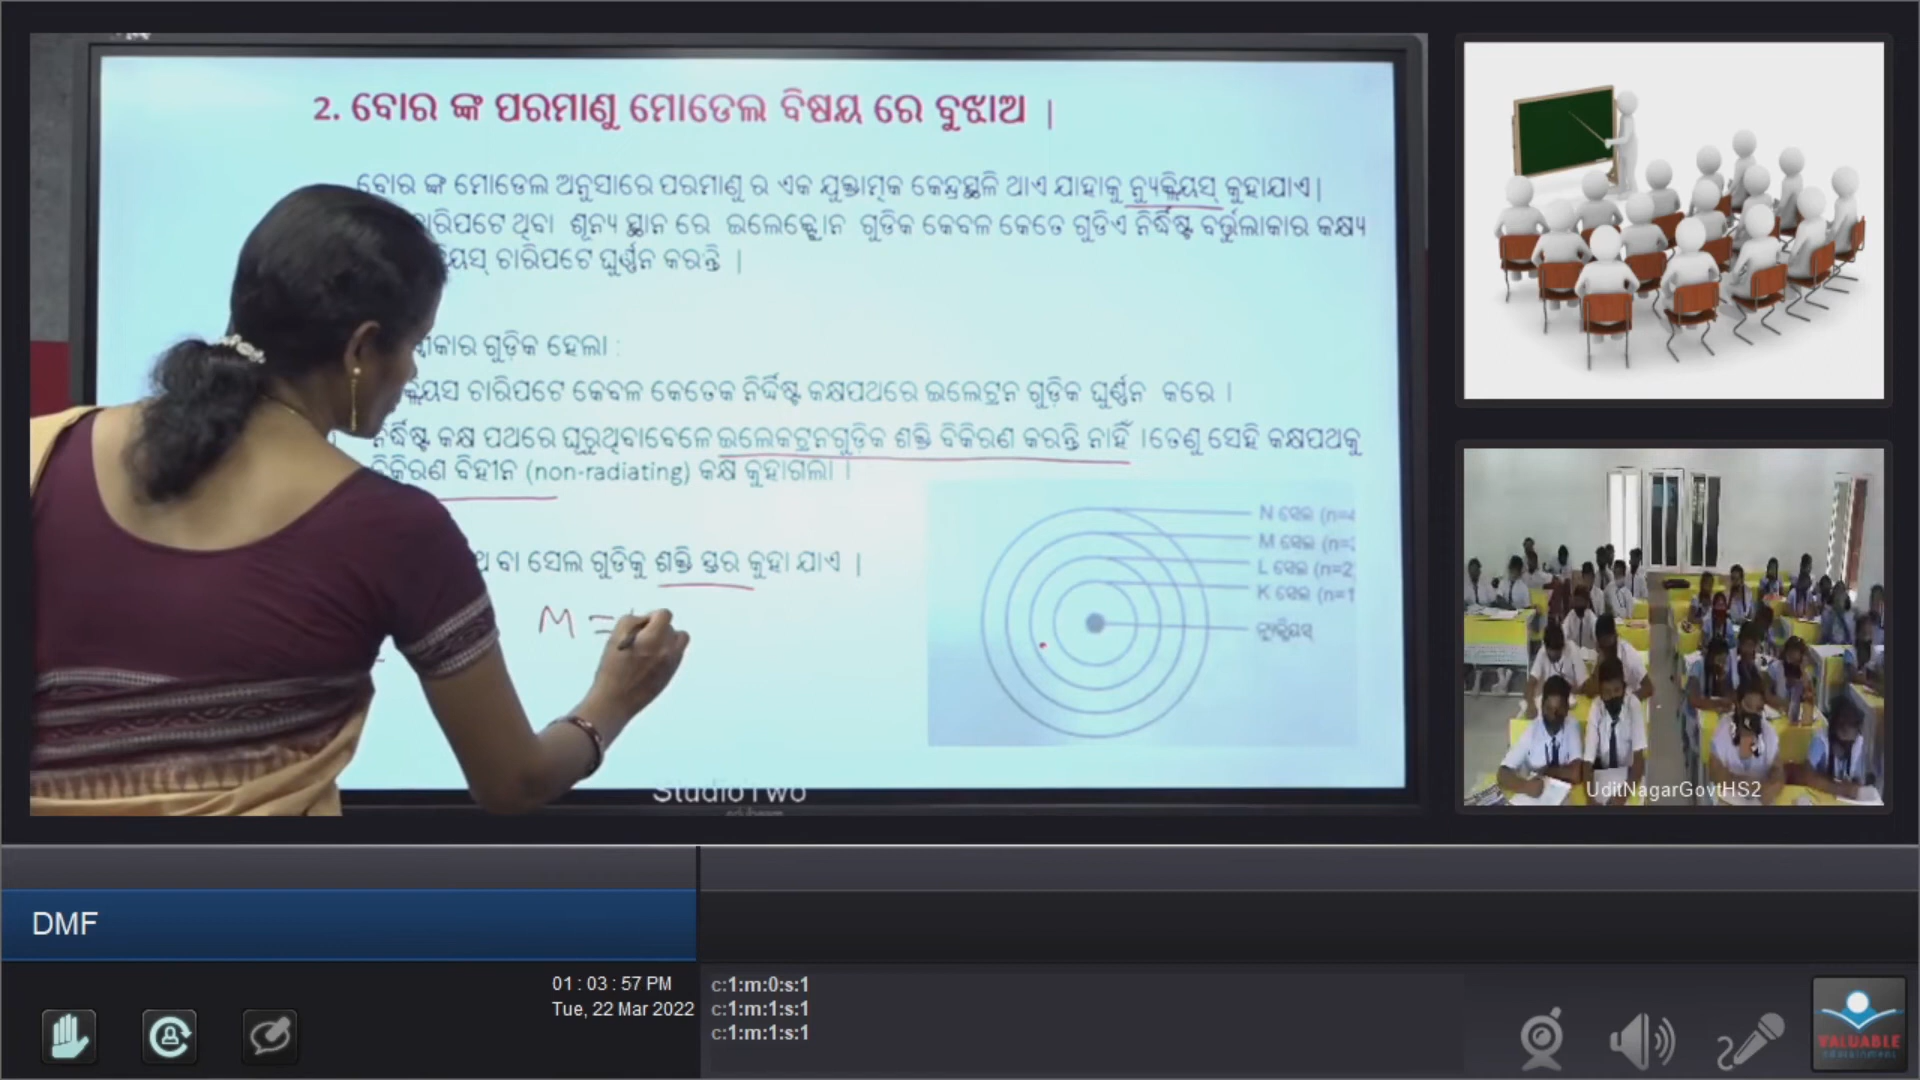 2. ବୋର ଙ୍କ ପରମାଣୁ ମୋଡେଲ ବିଷୟ ରେ ବୁଝାଅ |
ବୋର ଙ୍କ ମୋଡେଲ ଅନୁସାରେ ପରମାଣୁ ର ଏକ ଯୁକ୍ତାତ୍ମକ କେନ୍ଦ୍ରସ୍ଥଳି ଥାଏ ଯାହାକୁ ନ୍ୟୁକ୍ଲିୟସ୍ କୁହାଯାଏ|
ଥିବା ଶୂନ୍ୟ ସ୍ଥାନ ରେ ଇଲେକ୍ଟ୍ରୋନ ଗୁଡିକ କେବଳ କେତେ ଗୁଡିଏ ନିର୍ଦ୍ଧିଷ୍ଟ ବର୍ତ୍ତୁଳାକାର କକ୍ଷ୍ୟ
ଚାରିପଟେ ଘୁର୍ଣ୍ଣନ କରନ୍ତି |
ଗୁଡ଼ିକ ହେଲା :
ଚାରିପଟେ କେବଳ କେତେକ ନିର୍ଦ୍ଦିଷ୍ଟ କକ୍ଷପଥରେ ଇଲେଟ୍ରନ ଗୁଡ଼ିକ ଘୁର୍ଣ୍ଣନ କରେ |
ନିର୍ଦ୍ଧିଷ୍ଟ କକ୍ଷ ପଥରେ ଘୂରୁଥିବାବେଳେ ଇଲେକଟ୍ରନଗୁଡ଼ିକ ଶକ୍ତି ବିକିରଣ କରନ୍ତି ନାହିଁ |ତେଣୁ ସେହି କକ୍ଷପଥକୁ
ବିକିରଣ ବିହୀନ (non-radiating) କକ୍ଷ କୁହାଗଲା |
ବା ସେଲ ଗୁଡିକୁ ଶକ୍ତି ସ୍ତର କୁହା ଯାଏ |
M =
N ସେଲ (n=4
M ସେଲ
L ସେଲ (n=2
K ସେଲ (n=1
ନ୍ୟୁକ୍ଲିୟସ୍
StudioTwo
UditNagarGovtHS2
DMF
01 : 03 : 57 PM
Tue, 22 Mar 2022
c:1:m:0:s:1
c:1:m:1:s:1
c:1:m:1:s:1
VALUABLE